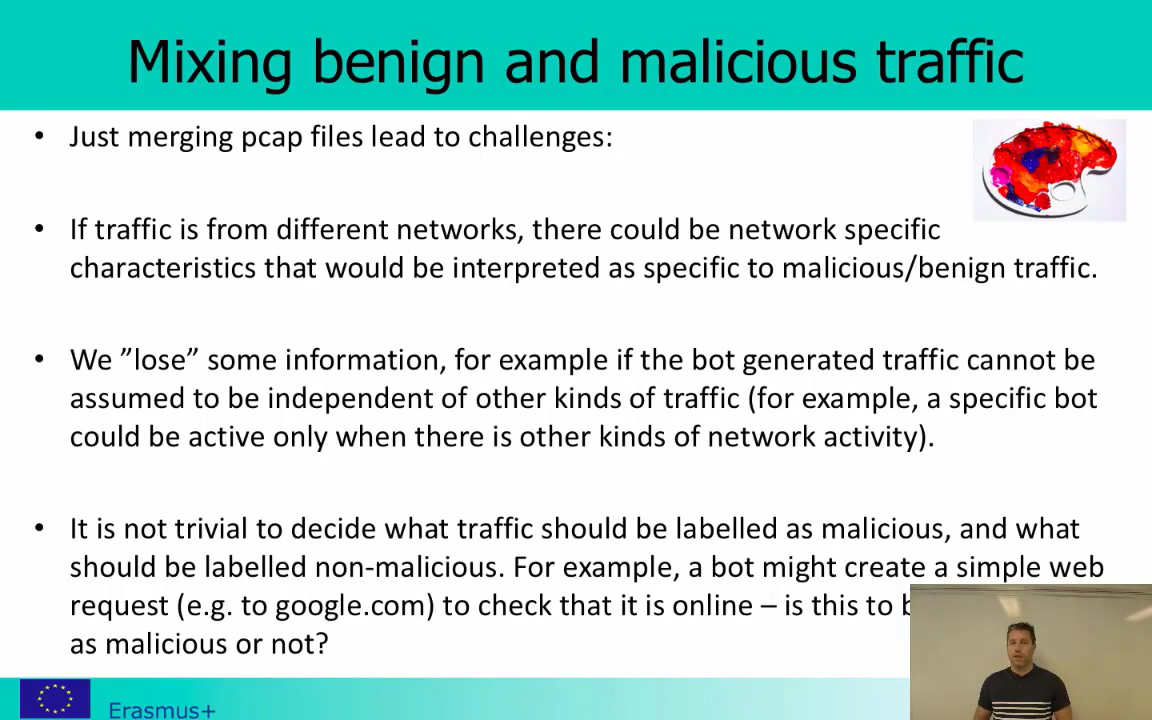 Mixing benign and malicious traffic
• Just merging pcap files lead to challenges:
• If traffic is from different networks, there could be network specific
characteristics that would be interpreted as specific to malicious/benign traffic.
• We ”lose” some information, for example if the bot generated traffic cannot be
assumed to be independent of other kinds of traffic (for example, a specific bot
could be active only when there is other kinds of network activity).
• It is not trivial to decide what traffic should be labelled as malicious, and what
should be labelled non-malicious. For example, a bot might create a simple web
request (e.g. to google.com) to check that it is online – is this to
as malicious or not?
Erasmus+